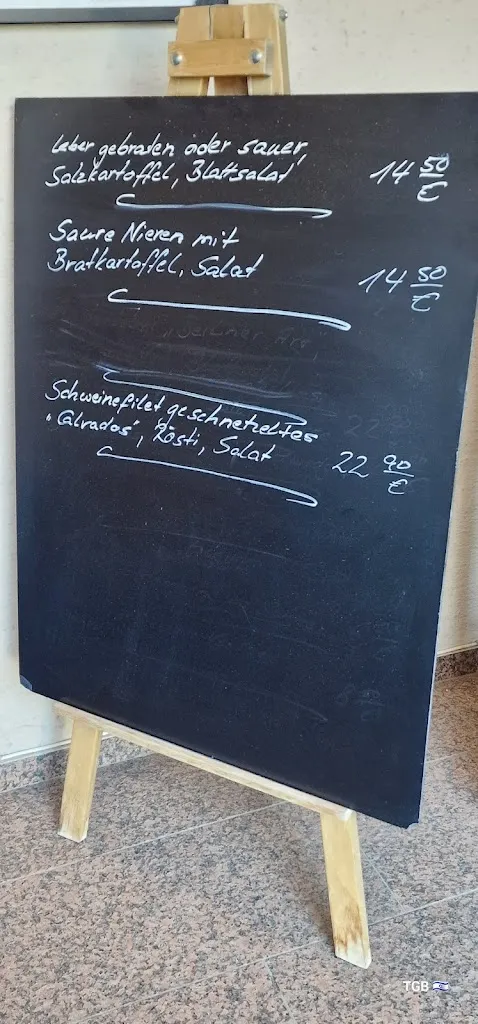 Leber gebraten oder sauer,
Salzkartoffel, Blattsalat 14 50 €
Saure Nieren mit
Bratkartoffel, Salat 14 50 €
Schweinefilet geschnetzeltes
"Calvados", Rösti, Salat 22 90 €
TGB